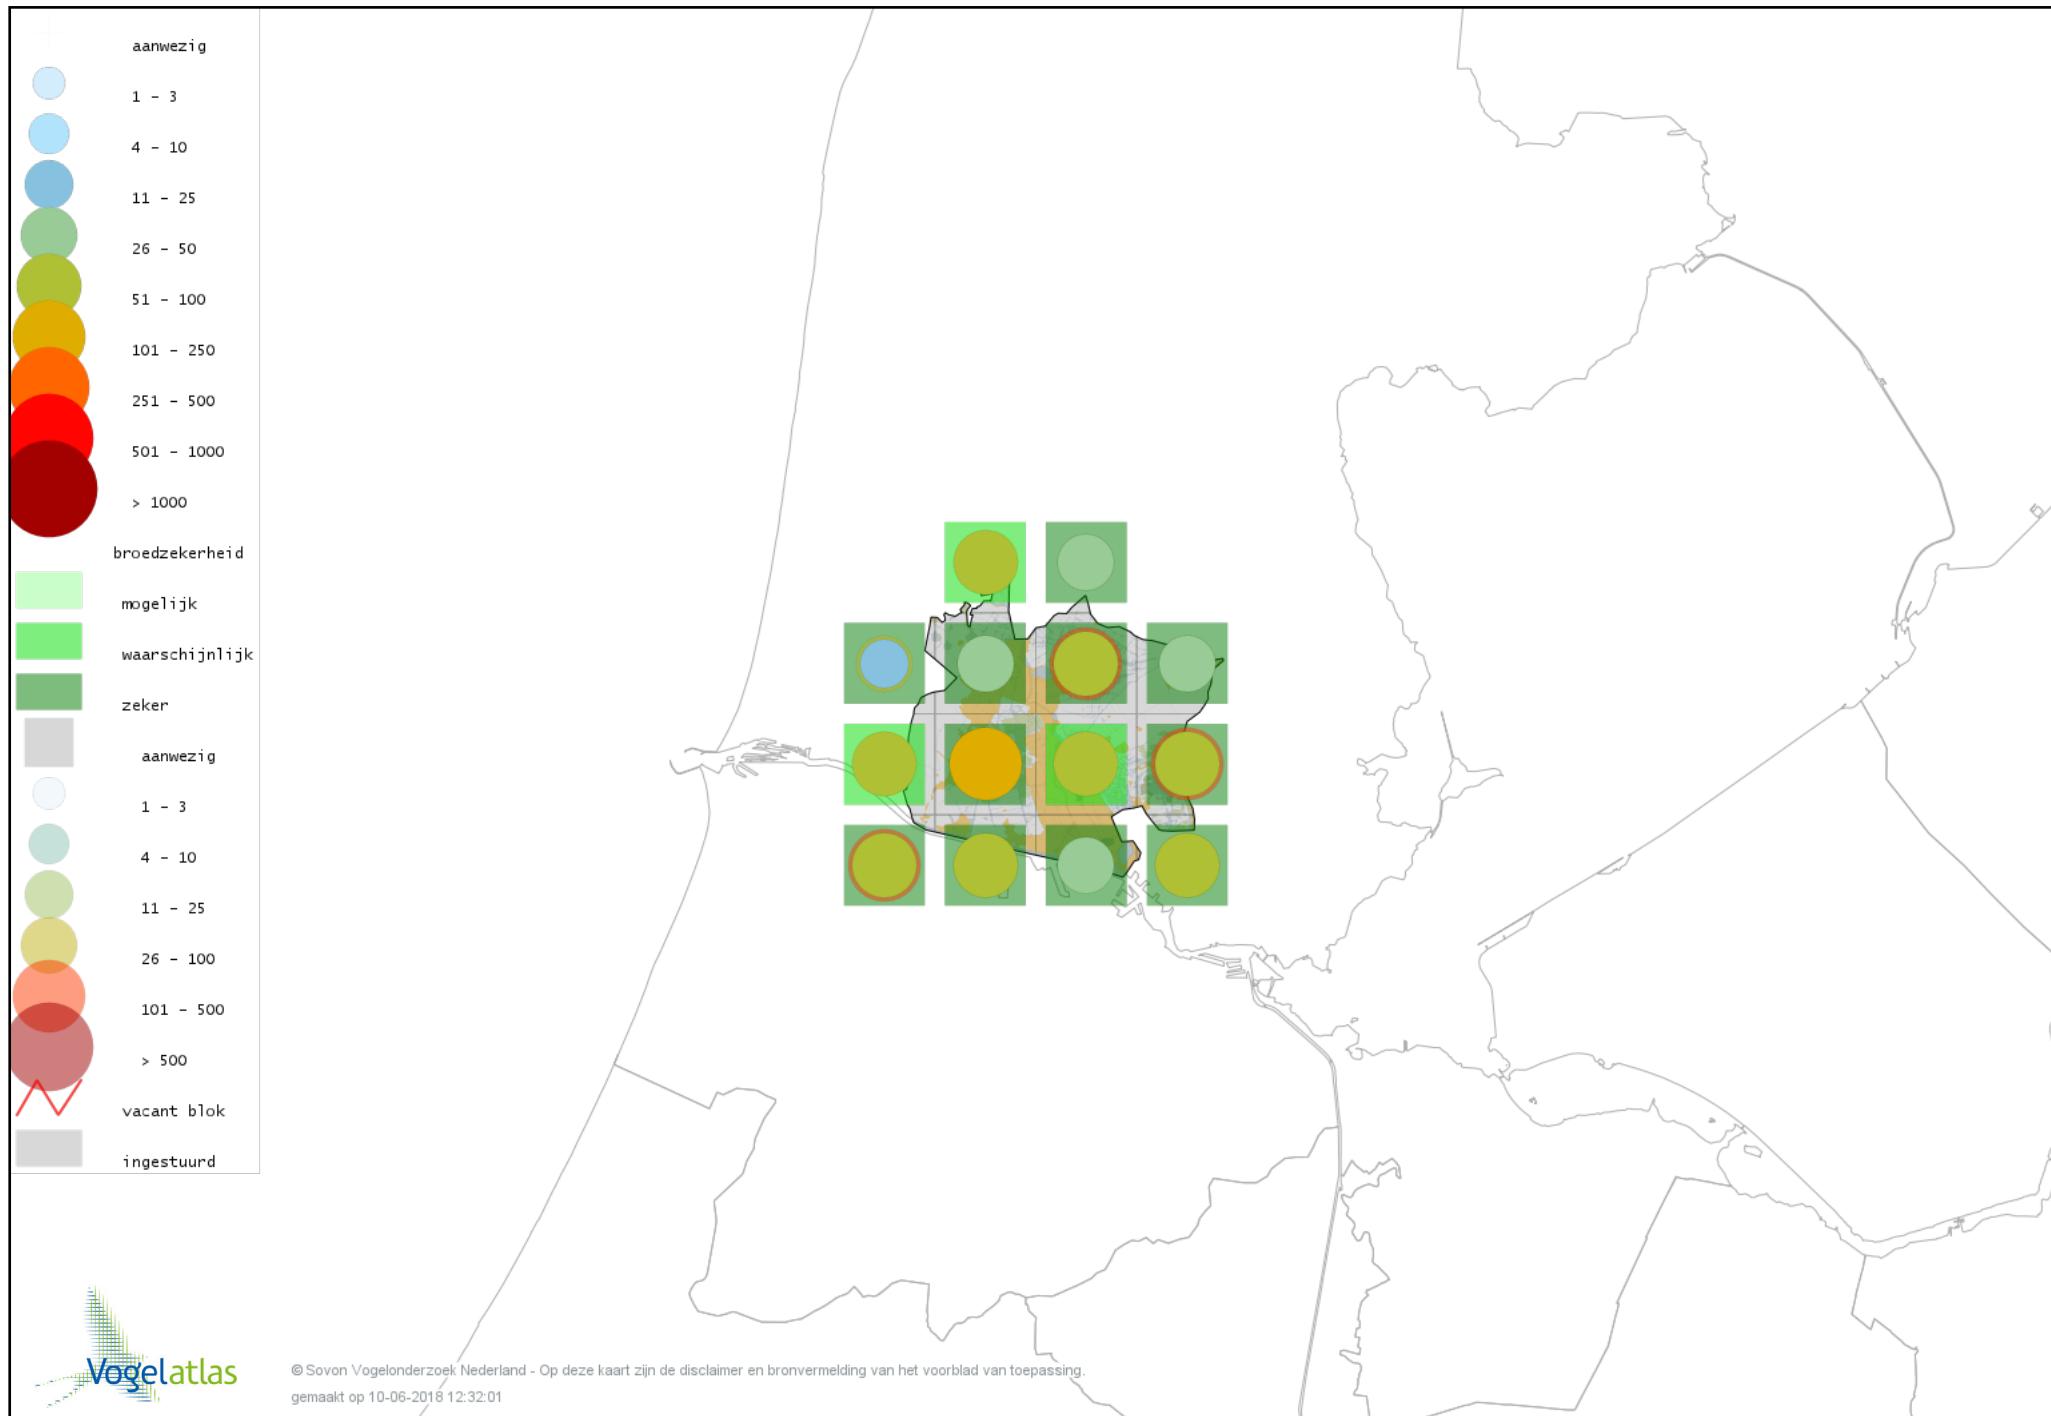 aanwezig
1 - 3
4 - 10
11 - 25
26 - 50
51 - 100
101 - 250
251 - 500
501 - 1000
> 1000
broedzekerheid
mogelijk
waarschijnlijk
zeker
aanwezig
1 - 3
4 - 10
11 - 25
26 - 100
101 - 500
> 500
vacant blok
ingestuurd
Vogelatlas
© Sovon Vogelonderzoek Nederland - Op deze kaart zijn de disclaimer en bronvermelding van het voorblad van toepassing.
gemaakt op 10-06-2018 12:32:01